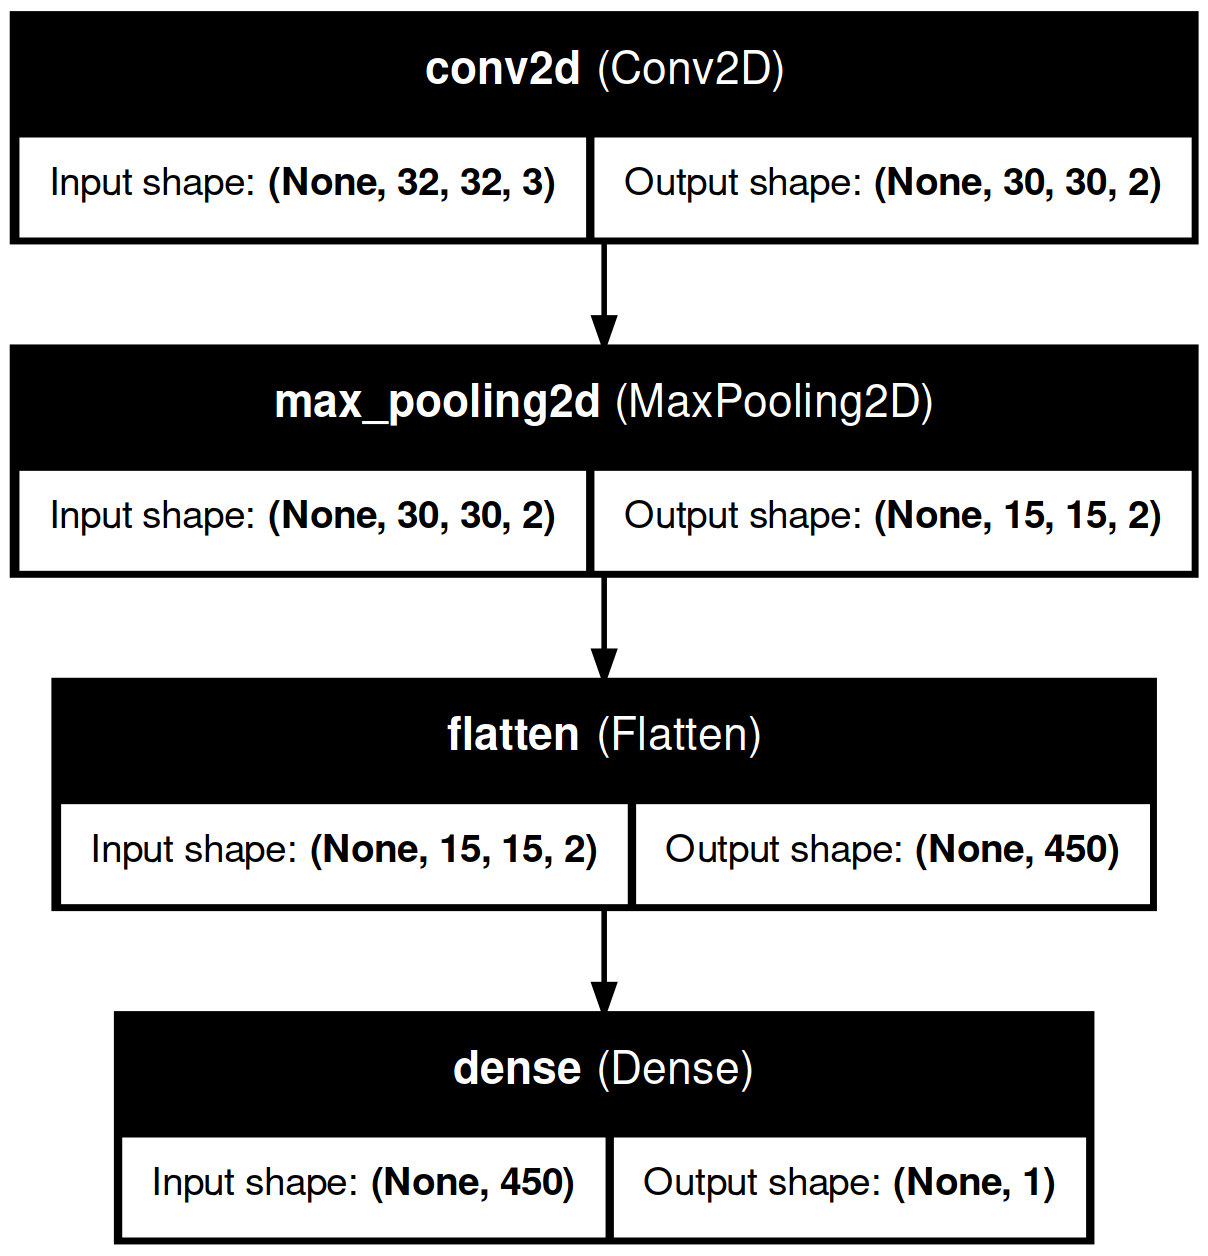 conv2d (Conv2D)
Input shape: (None, 32, 32, 3) Output shape: (None, 30, 30, 2)
max_pooling2d (MaxPooling2D)
Input shape: (None, 30, 30, 2) Output shape: (None, 15, 15, 2)
flatten (Flatten)
Input shape: (None, 15, 15, 2) Output shape: (None, 450)
dense (Dense)
Input shape: (None, 450) Output shape: (None, 1)